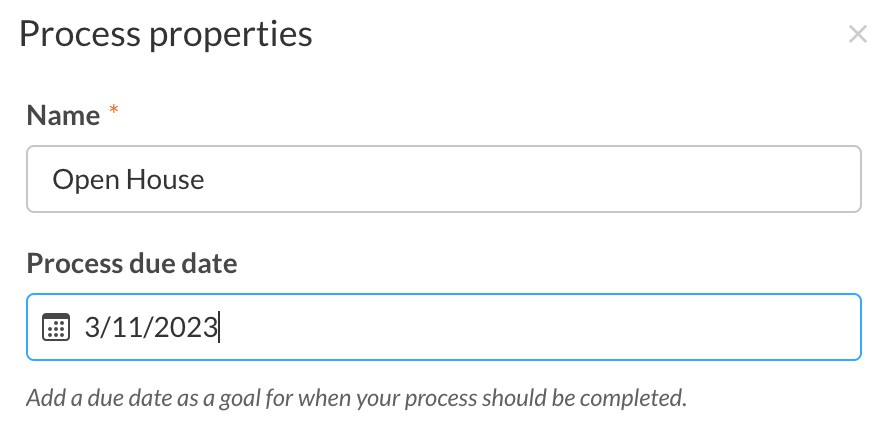 Process properties
Name *
Open House
Process due date
3/11/2023
Add a due date as a goal for when your process should be completed.